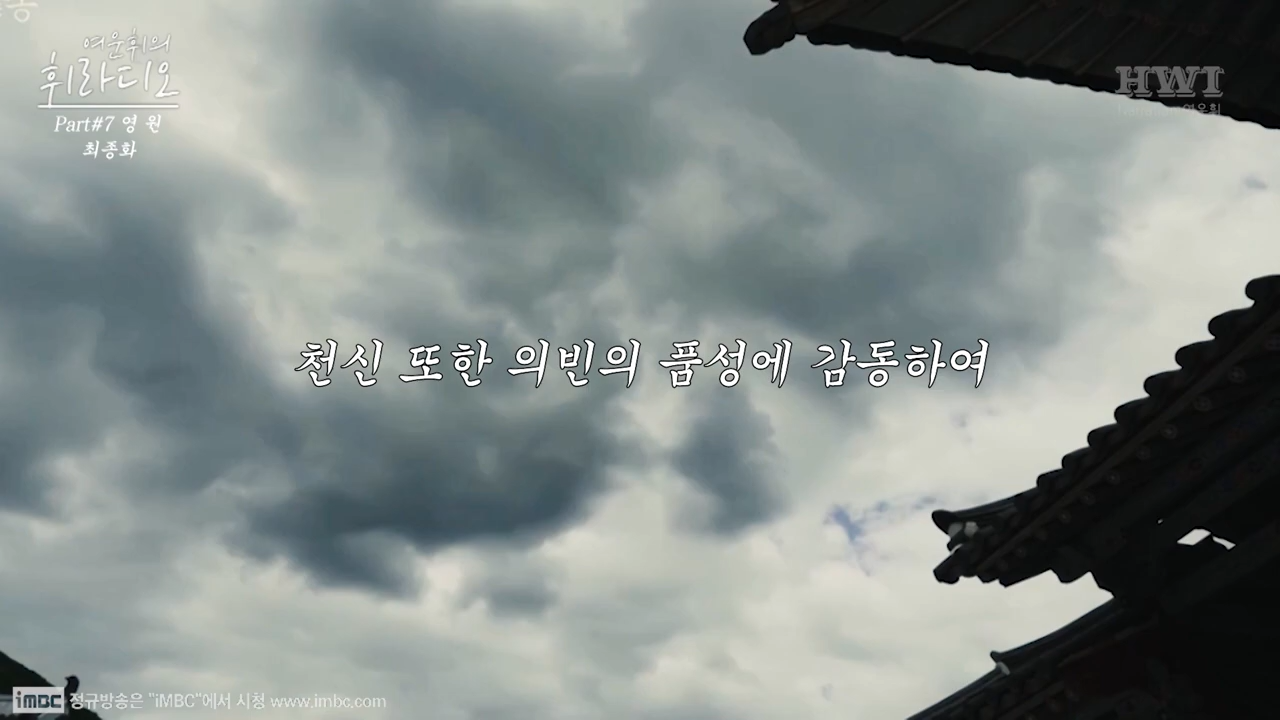 여운휘의
휘라디오
Part#7 영 원
최종화
HWI
천신 또한 의빈의 품성에 감동하여
iMBC 정규방송은 "iMBC"에서 시청 www.imbc.com